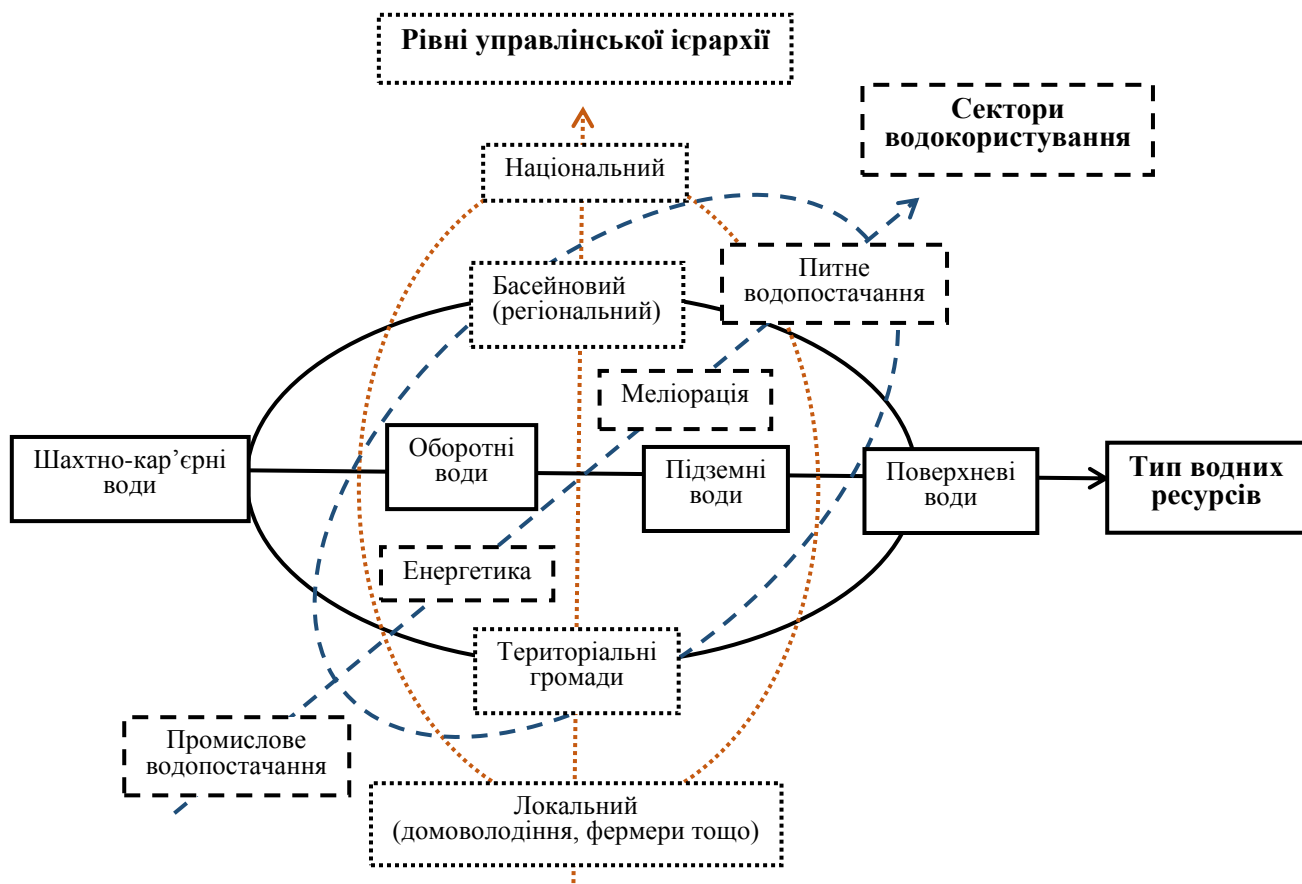 Рівні управлінської ієрархії
Сектори
водокористування
Національний
Питне
водопостачання
Басейновий
(регіональний)
Меліорація
Шахтно-кар’єрні
води
Оборотні
води
Підземні
води
Поверхневі
води
Тип водних
ресурсів
Енергетика
Територіальні
громади
Промислове
водопостачання
Локальний
(домоволодіння, фермери тощо)